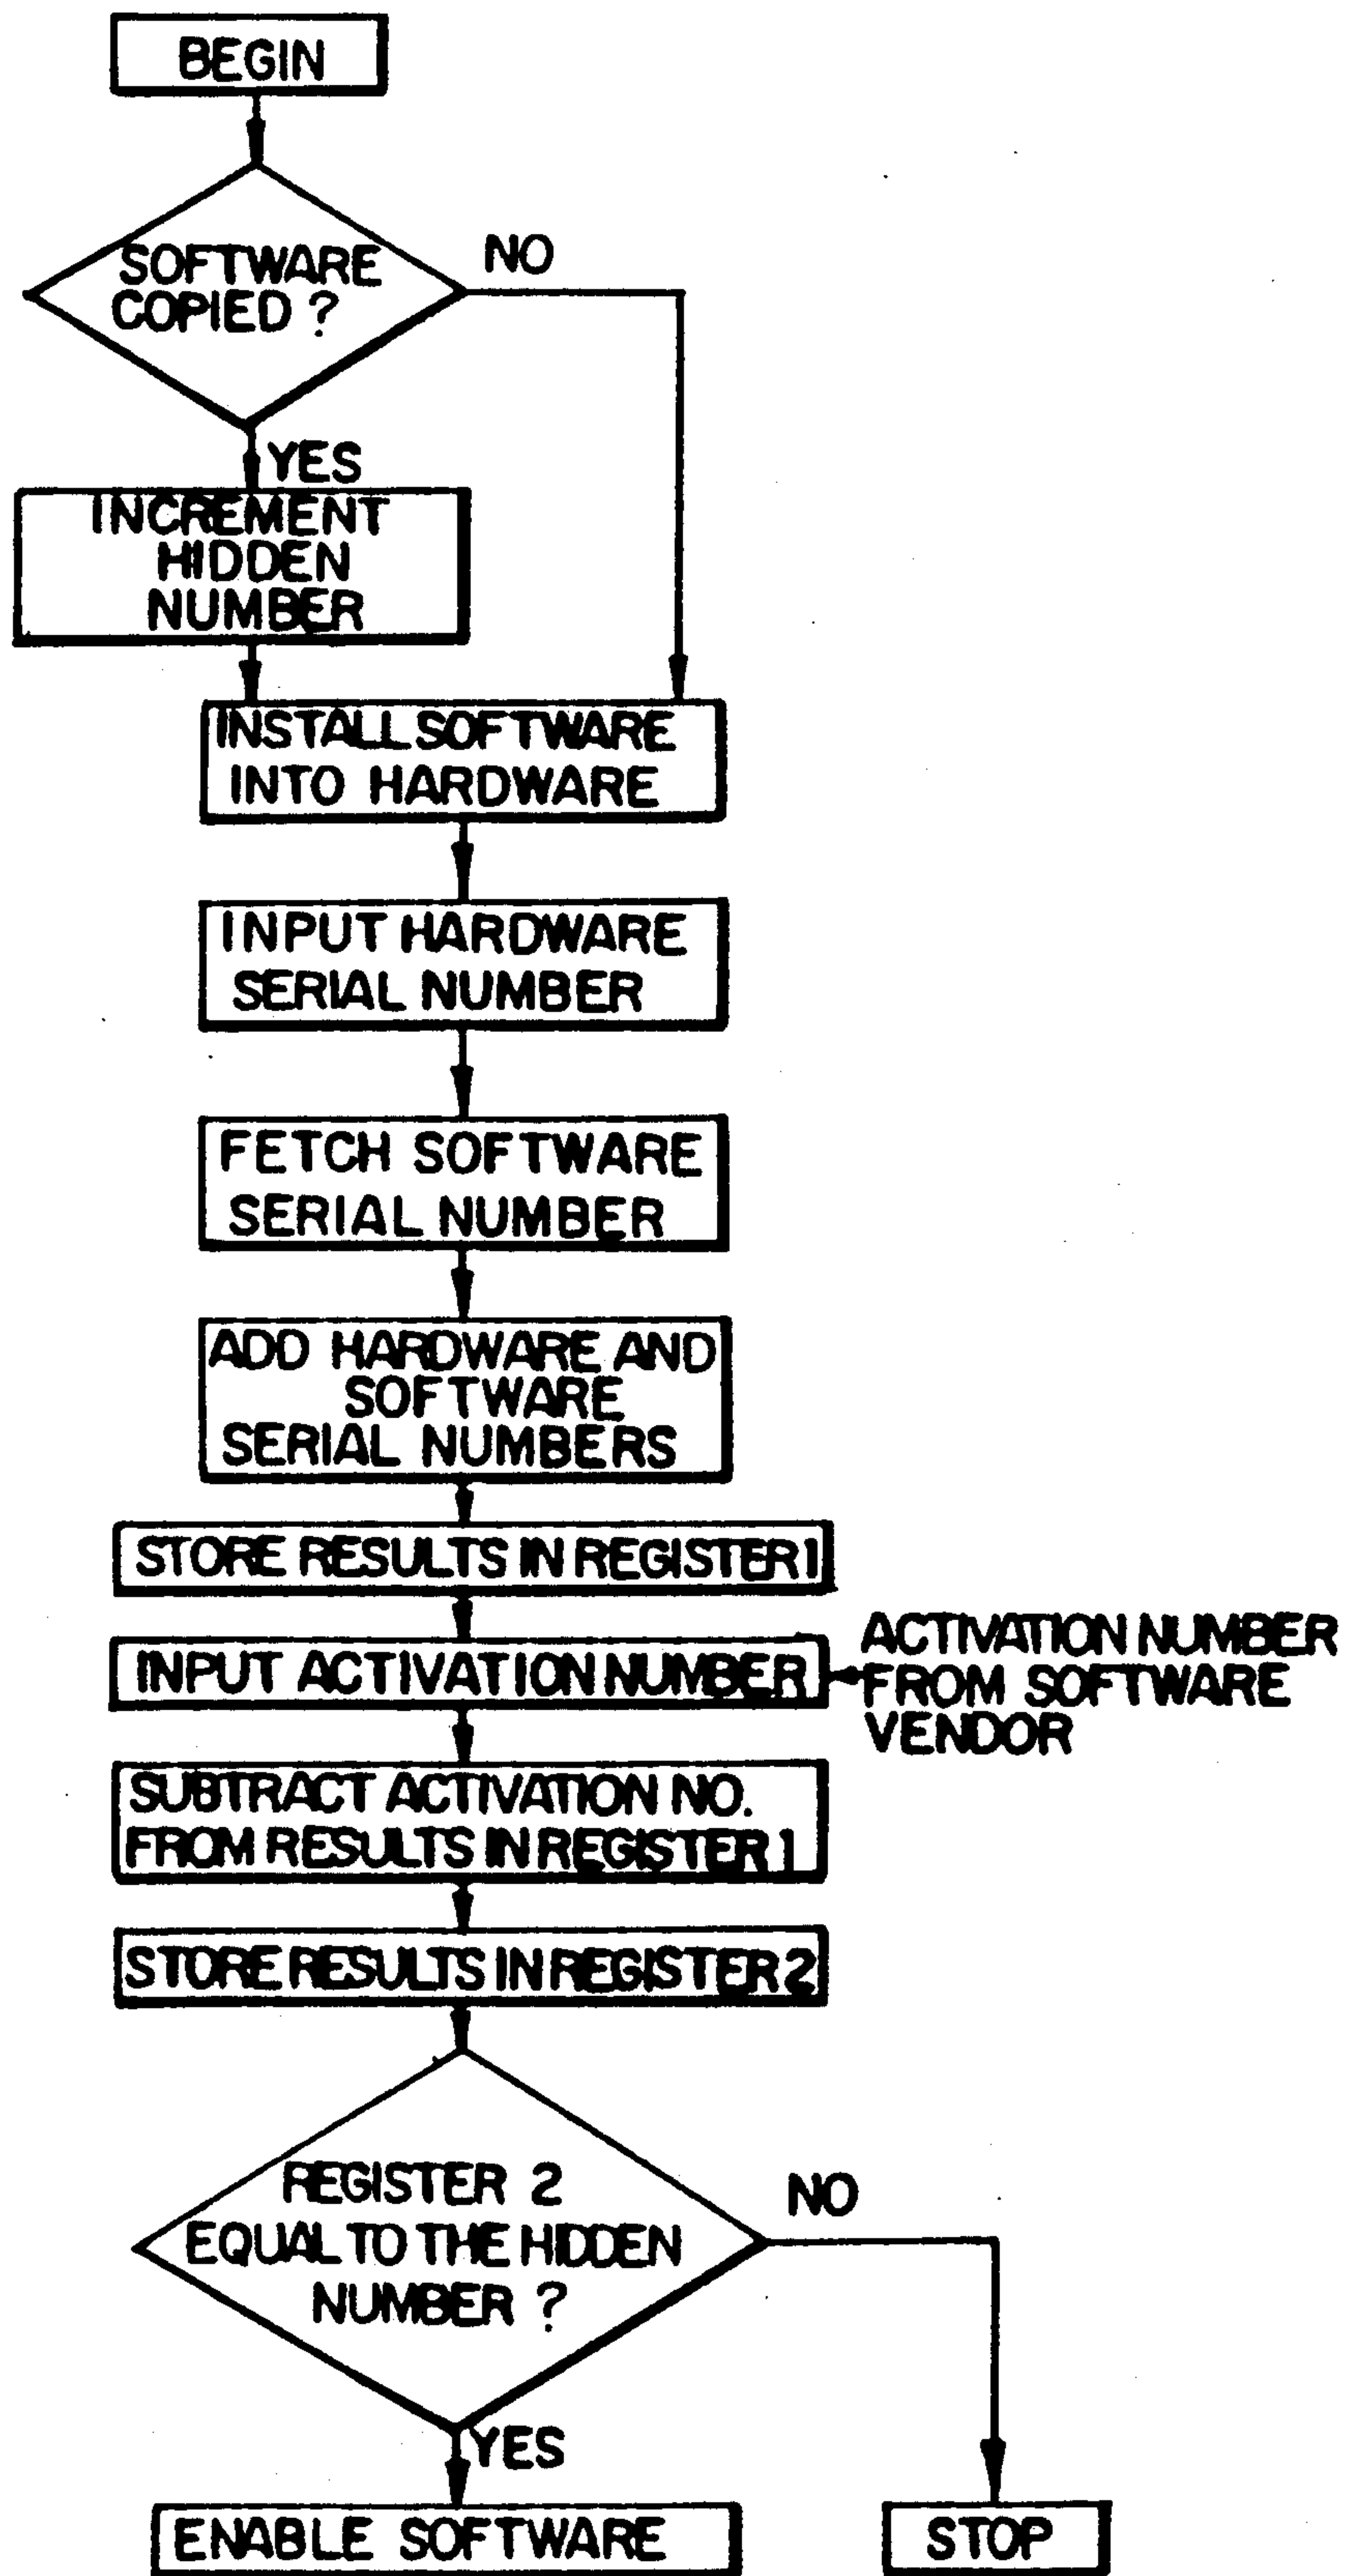 BEGIN
SOFTWARE
COPIED ?
NO
YES
INCREMENT
HIDDEN
NUMBER
INSTALL SOFTWARE
INTO HARDWARE
INPUT HARDWARE
SERIAL NUMBER
FETCH SOFTWARE
SERIAL NUMBER
ADD HARDWARE AND
SOFTWARE
SERIAL NUMBERS
STORE RESULTS IN REGISTER 1
INPUT ACTIVATION NUMBER
ACTIVATION NUMBER
FROM SOFTWARE
VENDOR
SUBTRACT ACTIVATION NO.
FROM RESULTS IN REGISTER 1
STORE RESULTS IN REGISTER 2
REGISTER 2
EQUAL TO THE HIDDEN
NUMBER ?
NO
YES
ENABLE SOFTWARE
STOP